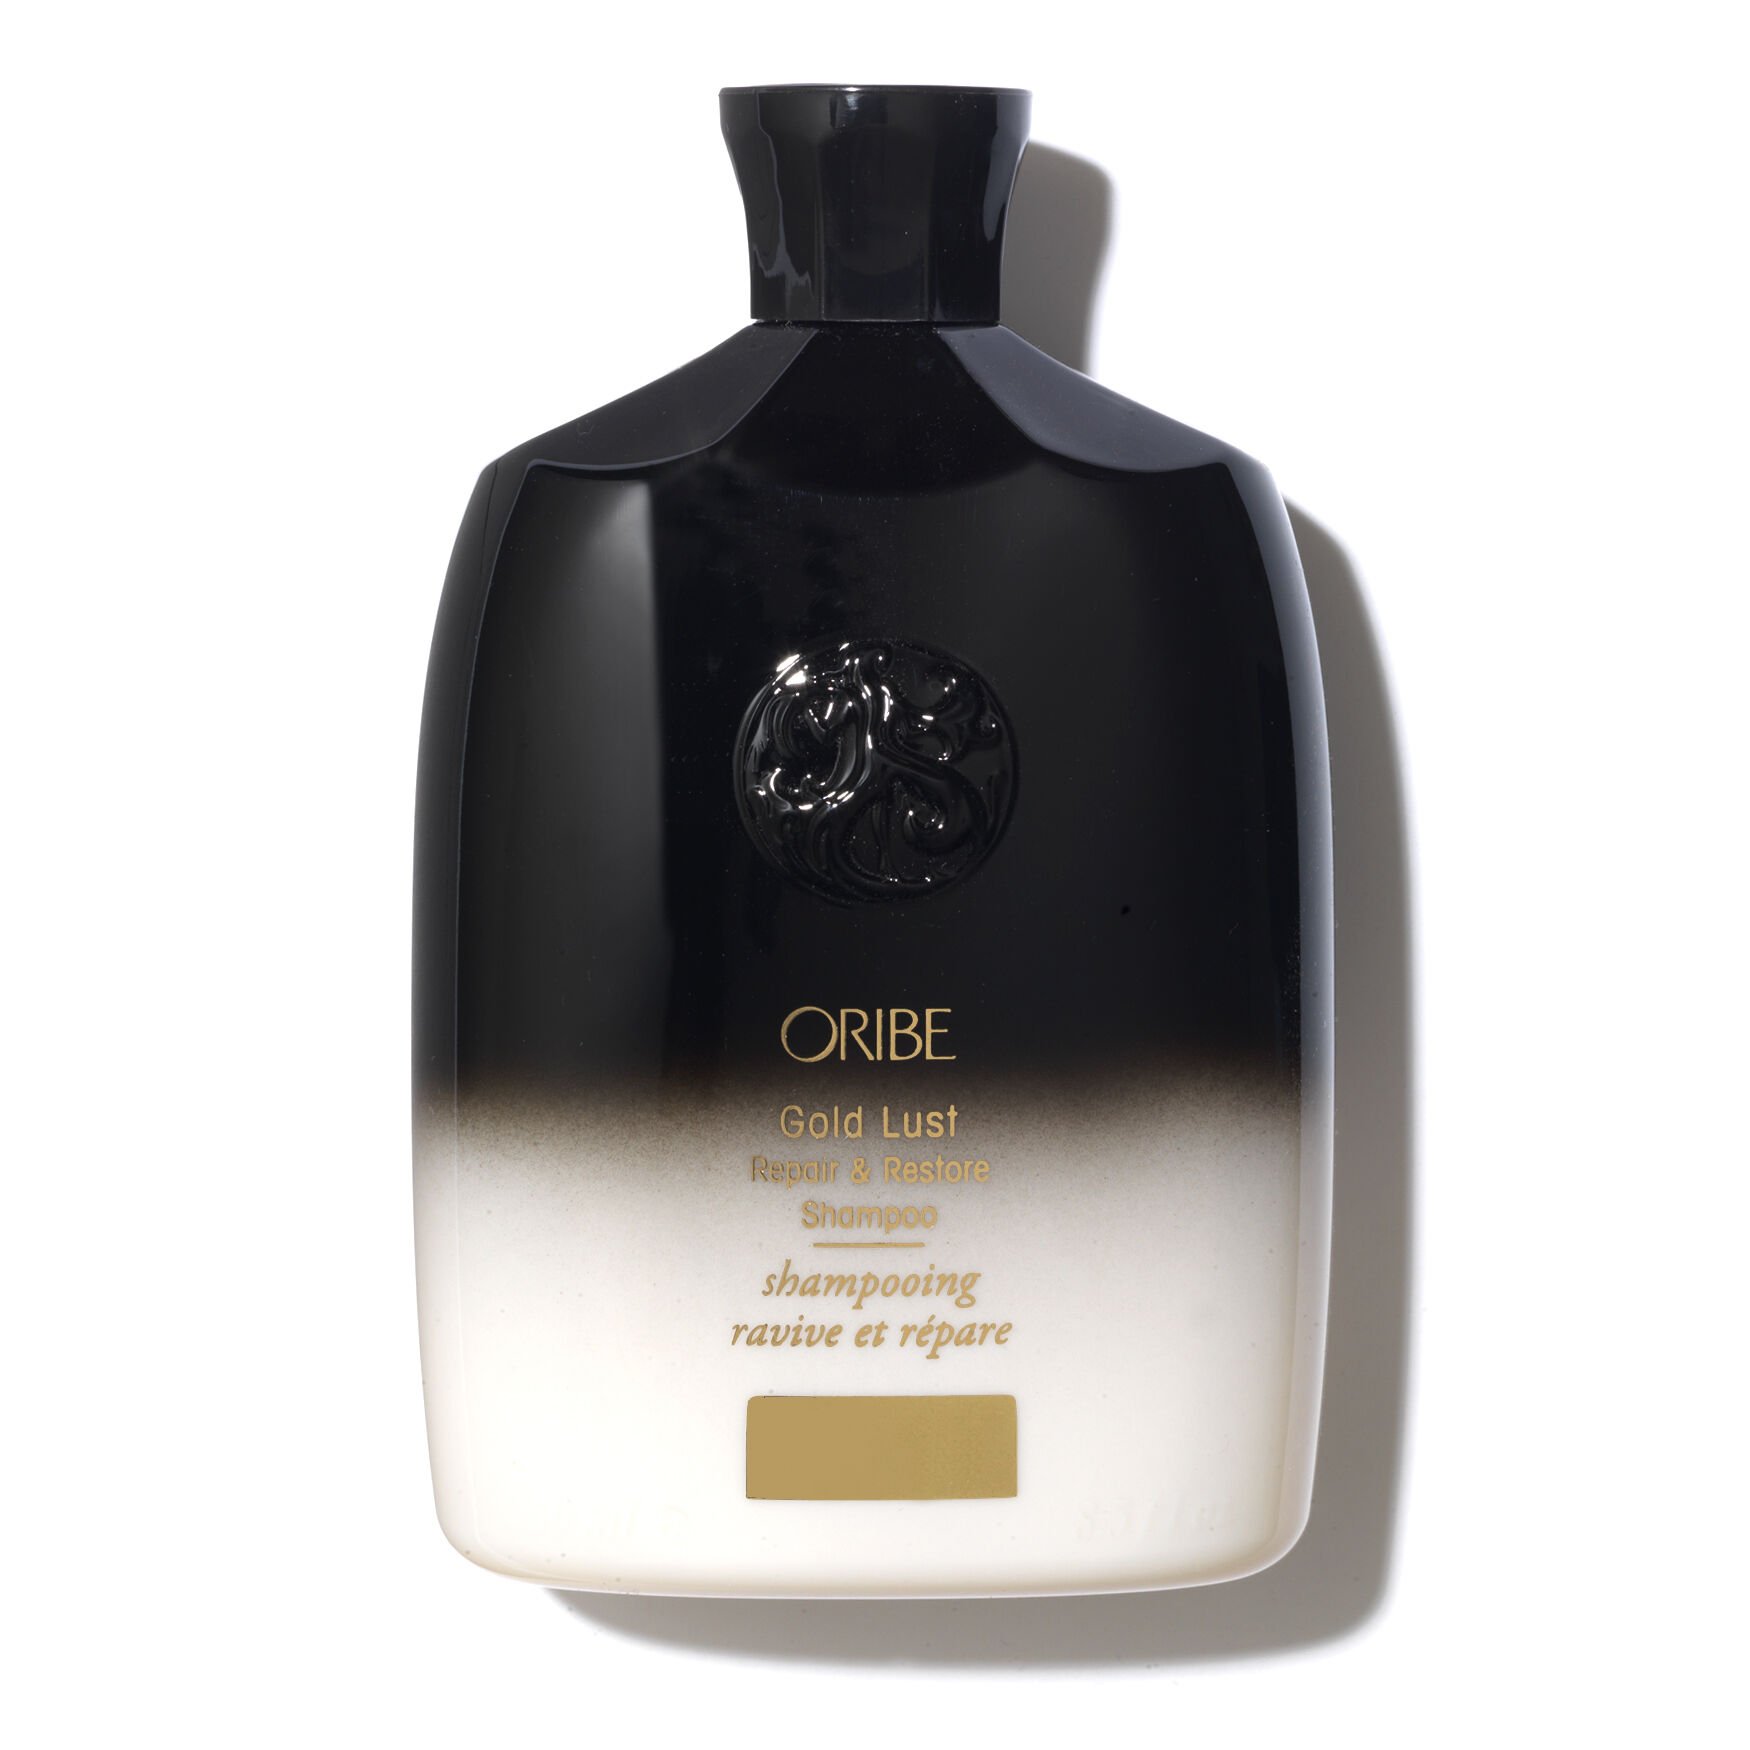 ORIBE
Gold Lust
Repair & Restore
Shampoo
shampooing
ravive et répare